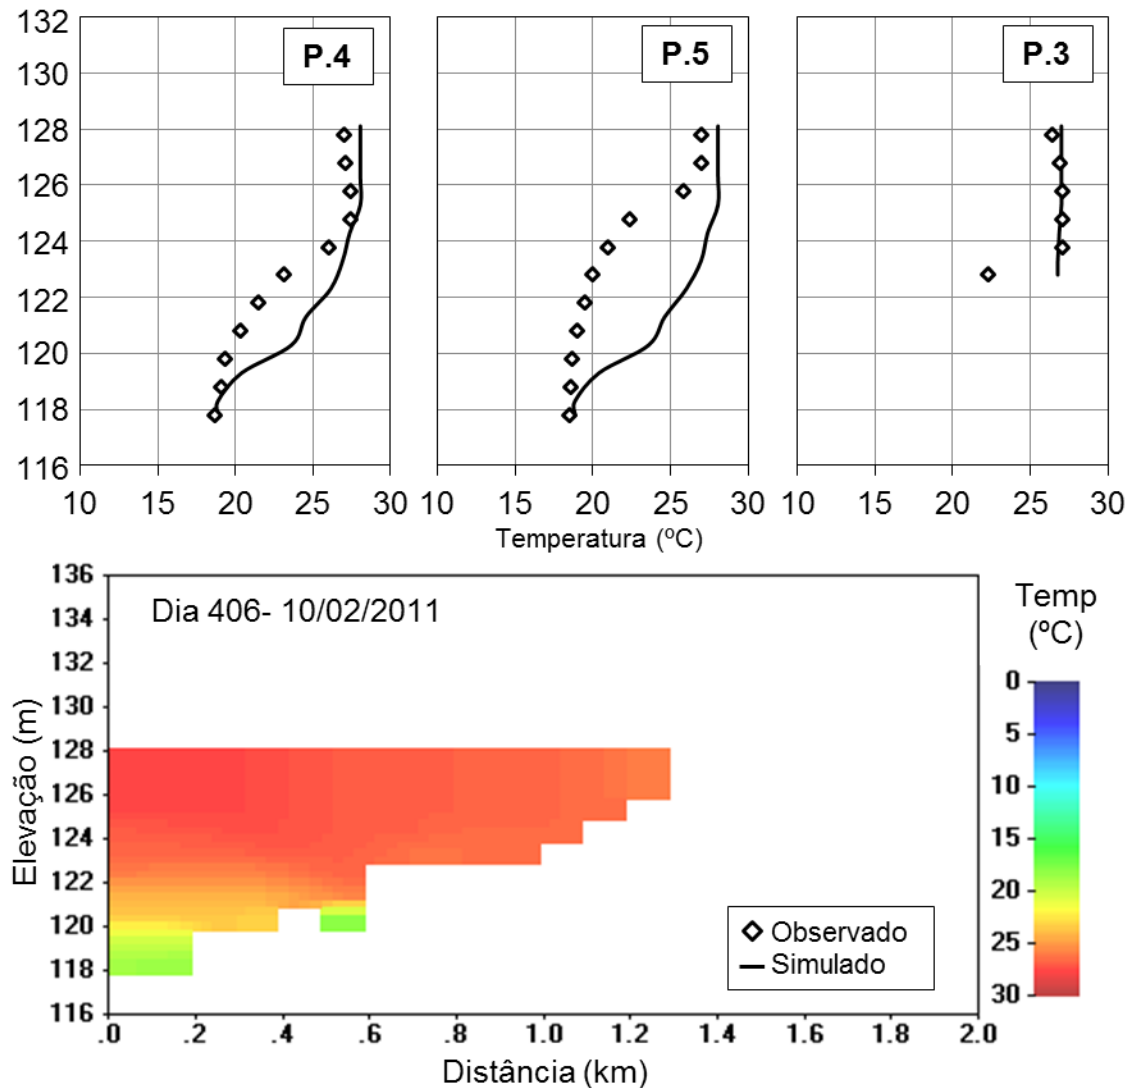 132
130
128
126
124
122
120
118
116
P.4
P.5
P.3
10 15 20 25 30
10 15 20 25 30
10 15 20 25 30
Temperatura (ºC)
136
134
132
130
128
126
124
122
120
118
116
Elevação (m)
Dia 406- 10/02/2011
Observado
Simulado
.0 .2 .4 .6 .8 1.0 1.2 1.4 1.6 1.8 2.0
Distância (km)
Temp
(ºC)
0
5
10
15
20
25
30